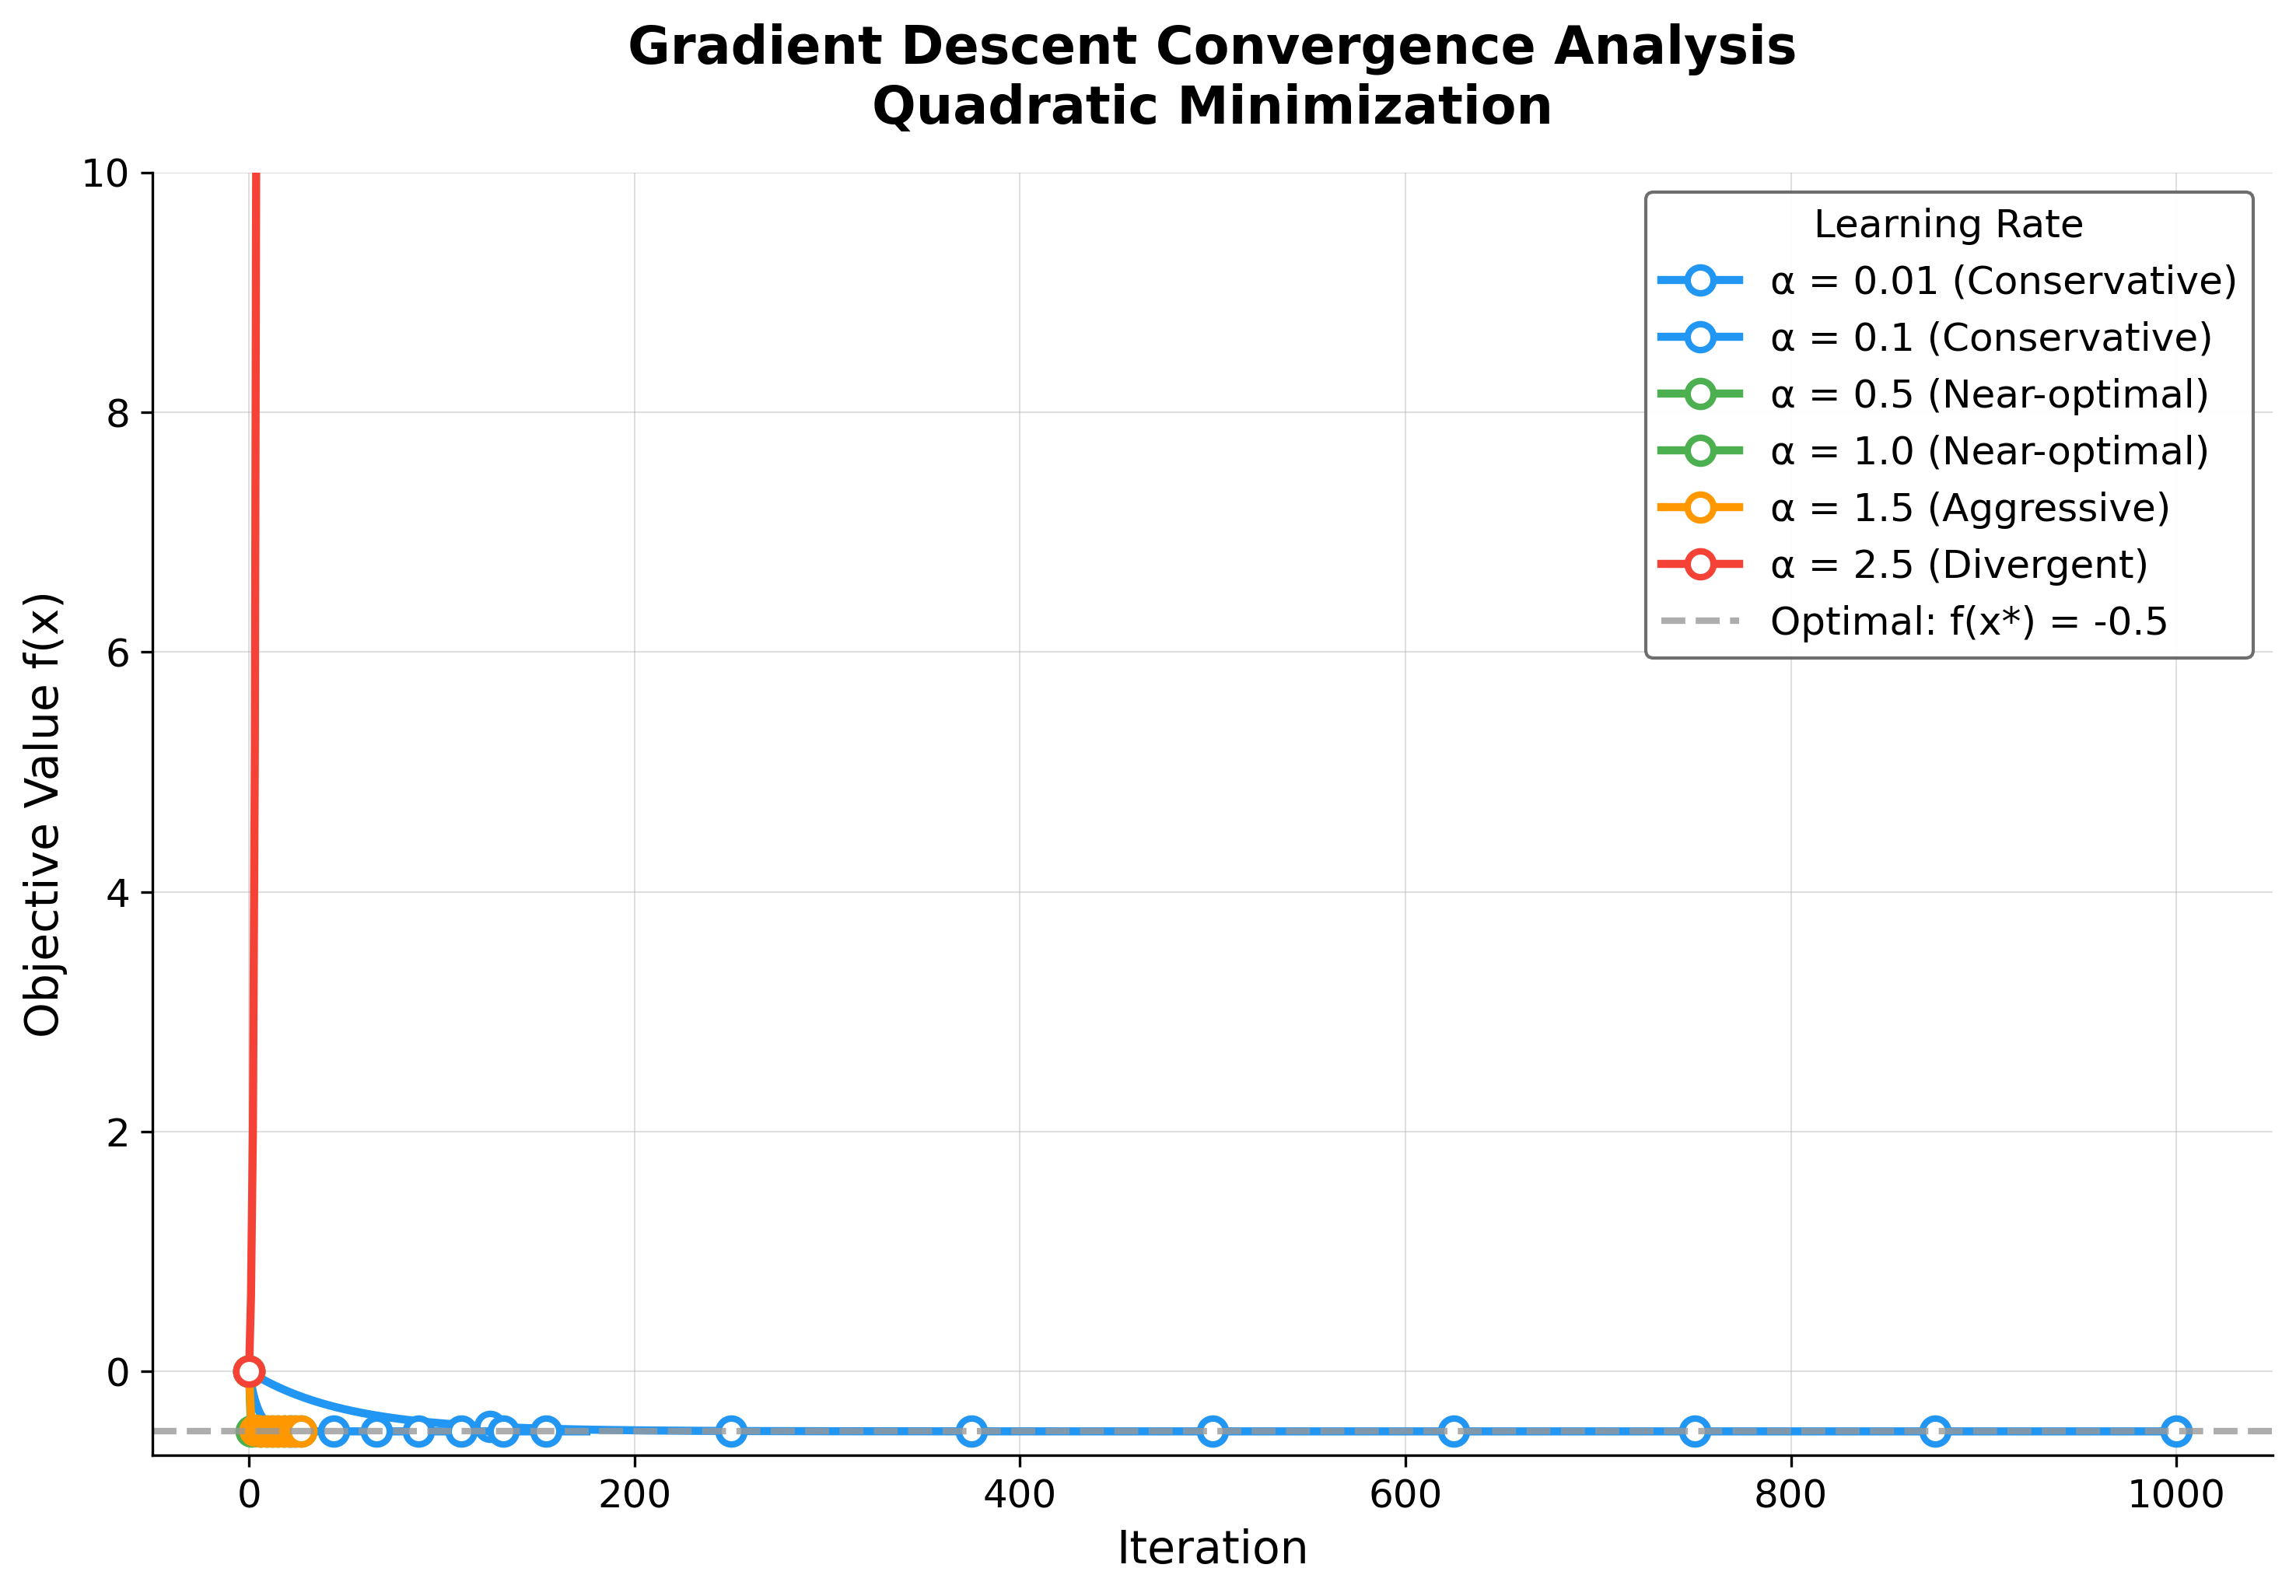 Gradient Descent Convergence Analysis
Quadratic Minimization
Objective Value f(x)
10
8
6
4
2
0
Learning Rate
α = 0.01 (Conservative)
α = 0.1 (Conservative)
α = 0.5 (Near-optimal)
α = 1.0 (Near-optimal)
α = 1.5 (Aggressive)
α = 2.5 (Divergent)
Optimal: f(x*) = -0.5
0
200
400
600
800
1000
Iteration